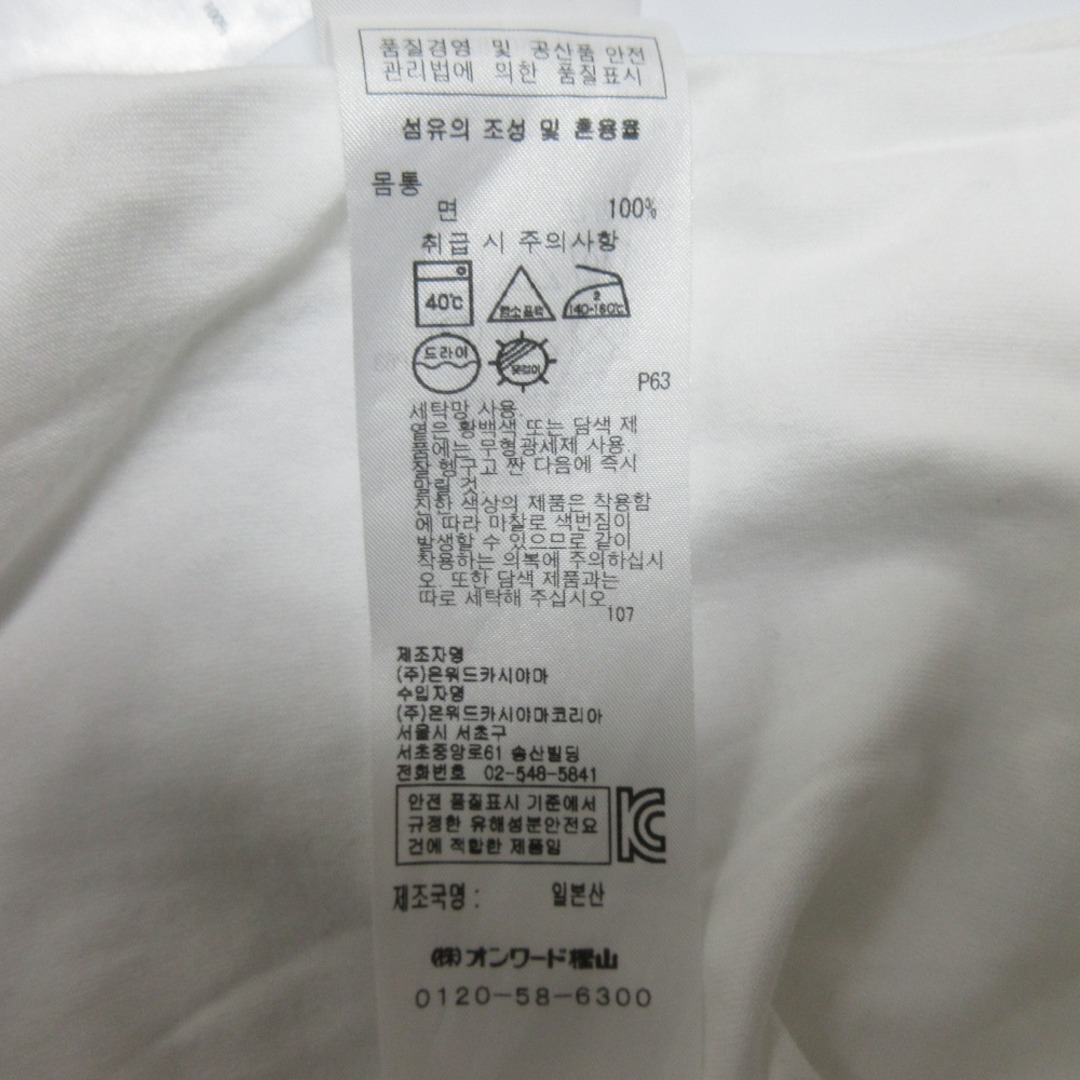 품질경영 및 공산품 안전
관리법에 의한 품질표시
섬유의 조성 및 혼용률
몸통
면 100%
취급 시 주의사항
40℃
염소표백
2
140-160℃
드라이
옷걸이
P63
세탁망 사용.
옅은 황백색 또는 담색 제
품에는 무형광세제 사용.
잘 헹구고 짠 다음에 즉시
말릴 것.
진한 색상의 제품은 착용함
에 따라 마찰로 색번짐이
발생할 수 있으므로 같이
착용하는 의복에 주의하십시
오. 또한 담색 제품과는
따로 세탁해 주십시오.
107
제조자명
(주)온워드카시야마
수입자명
(주)온워드카시야마코리아
서울시 서초구
서초중앙로61 송산빌딩
전화번호 02-548-5841
안전 품질표시 기준에서
규정한 유해성분안전요
건에 적합한 제품임
KC
제조국명 : 일본산
㈱オンワード樫山
0120-58-6300